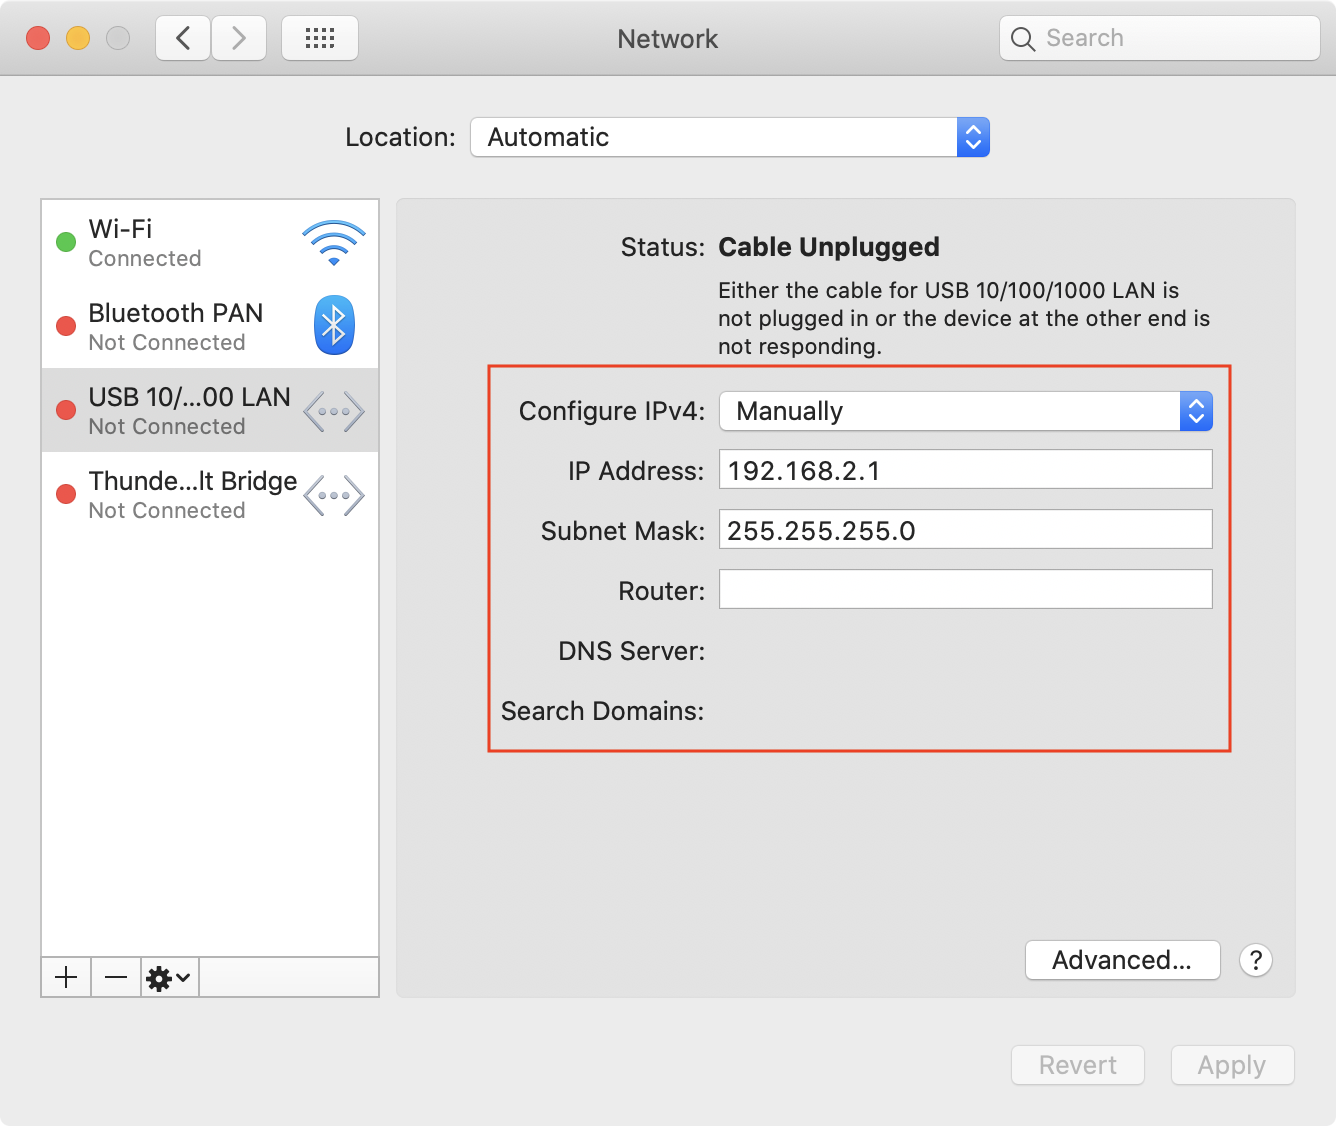 Network
Search
Location: Automatic
Wi-Fi
Connected
Bluetooth PAN
Not Connected
USB 10/...00 LAN
Not Connected
Thunde...lt Bridge
Not Connected
Status: Cable Unplugged
Either the cable for USB 10/100/1000 LAN is
not plugged in or the device at the other end is
not responding.
Configure IPv4: Manually
IP Address: 192.168.2.1
Subnet Mask: 255.255.255.0
Router:
DNS Server:
Search Domains:
Advanced... ?
Revert Apply